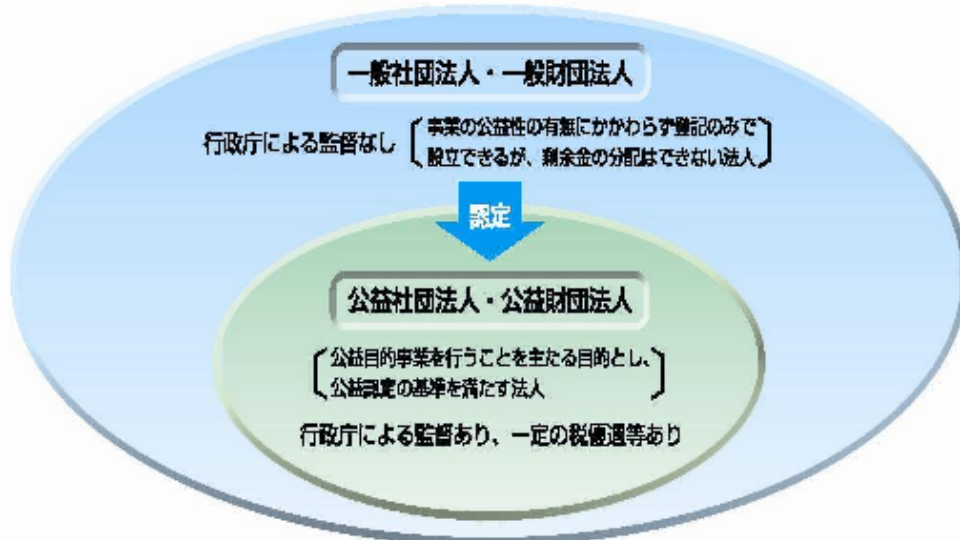 一般社団法人・一般財団法人
行政庁による監督なし
事業の公益性の有無にかかわらず登記のみで
設立できるが、剰余金の分配はできない法人
認定
公益社団法人・公益財団法人
公益目的事業を行うことを主たる目的とし、
公益認定の基準を満たす法人
行政庁による監督あり、一定の税優遇等あり